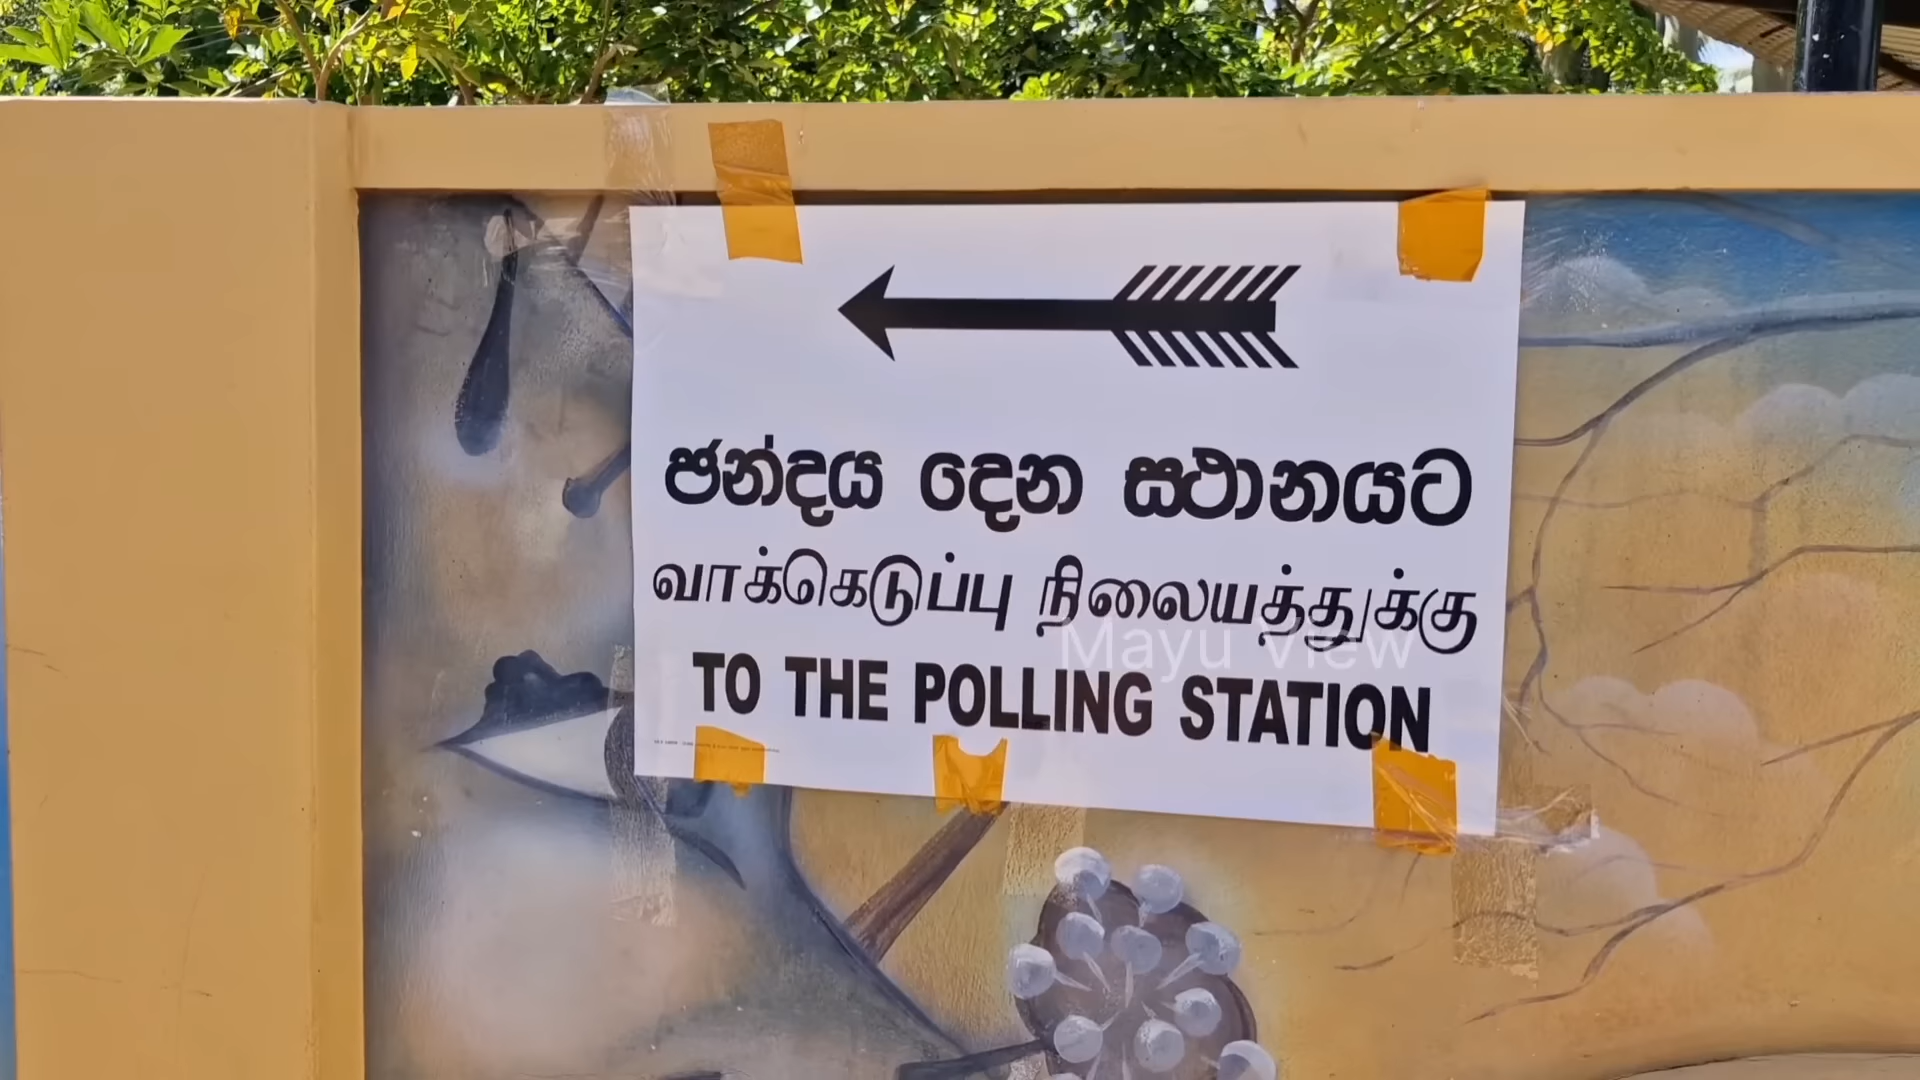 ඡන්දය දෙන ස්ථානයට
வாக்கெடுப்பு நிலையத்துக்கு
Mayu View
TO THE POLLING STATION